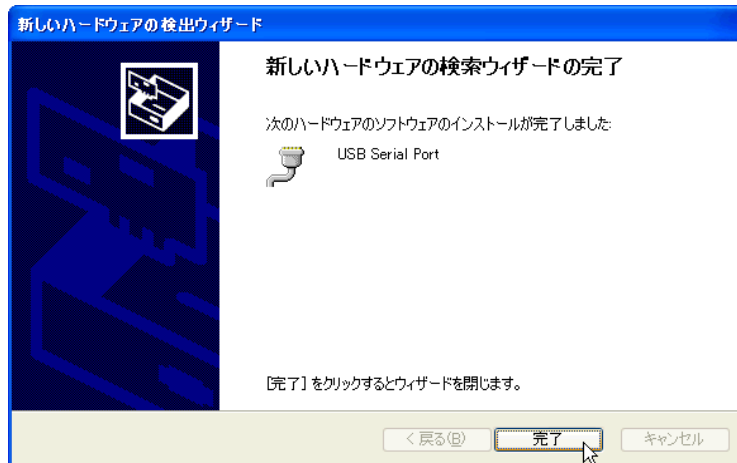 新しいハードウェアの検出ウィザード
新しいハードウェアの検索ウィザードの完了
次のハードウェアのソフトウェアのインストールが完了しました:
USB Serial Port
[完了] をクリックするとウィザードを閉じます。
< 戻る(B)
完了
キャンセル